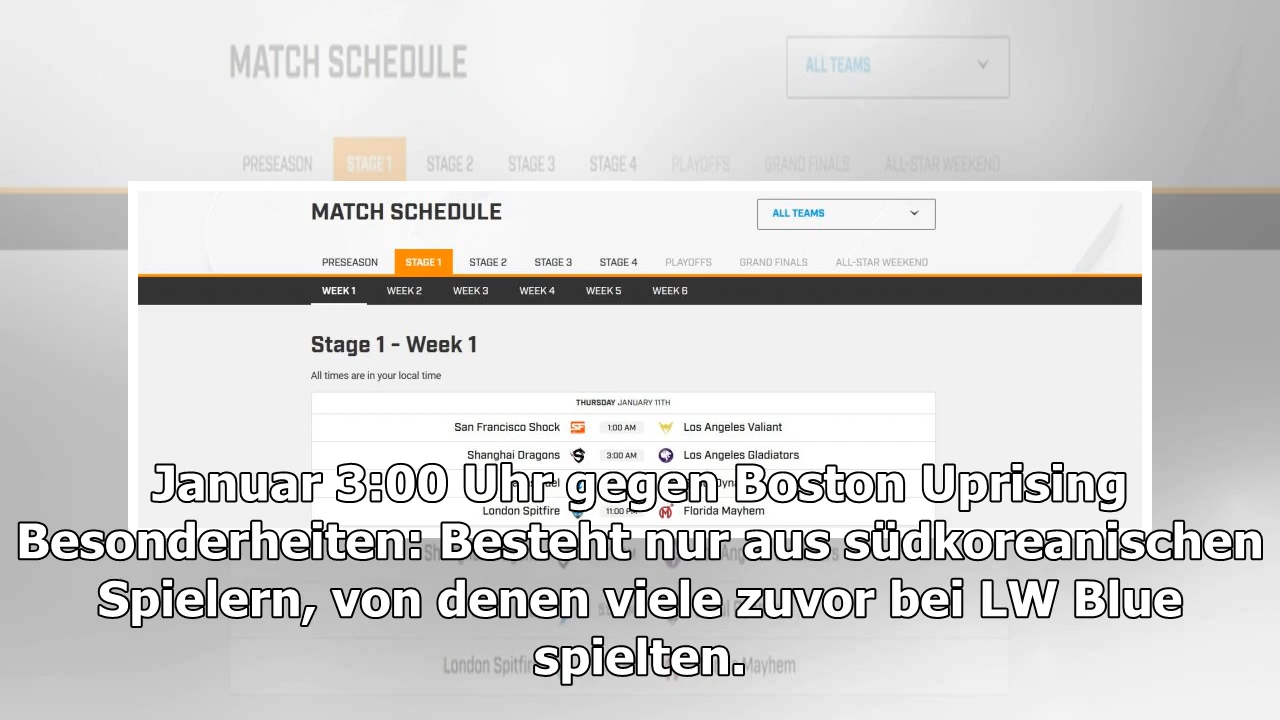 MATCH SCHEDULE
ALL TEAMS
PRESEASON STAGE 1 STAGE 2 STAGE 3 STAGE 4 PLAYOFFS GRAND FINALS ALL-STAR WEEKEND
MATCH SCHEDULE
ALL TEAMS
PRESEASON STAGE 1 STAGE 2 STAGE 3 STAGE 4 PLAYOFFS GRAND FINALS ALL-STAR WEEKEND
WEEK 1 WEEK 2 WEEK 3 WEEK 4 WEEK 5 WEEK 6
Stage 1 - Week 1
All times are in your local time
THURSDAY JANUARY 11TH
San Francisco Shock SF 1:00 AM Los Angeles Valiant
Shanghai Dragons 3:00 AM Los Angeles Gladiators
Januar 3:00 Uhr gegen Boston Uprising
London Spitfire 11:00 Florida Mayhem
Besonderheiten: Besteht nur aus südkoreanischen
Spielern, von denen viele zuvor bei LW Blue
spielten.
London Mayhem